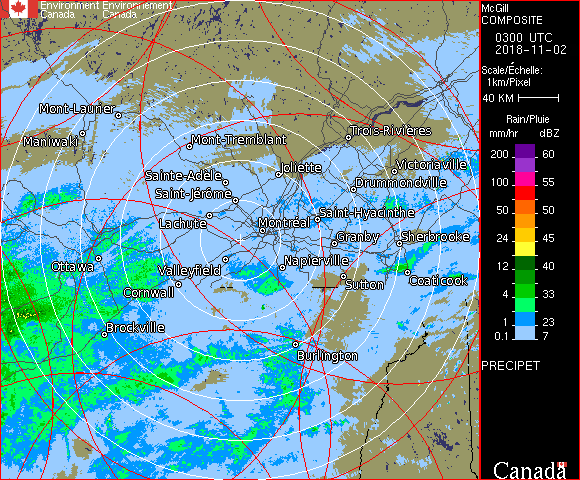 Environment Environnement
Canada Canada
McGill
COMPOSITE
0300 UTC
2018-11-02
Scale/Échelle:
1km/Pixel
40 KM
Rain/Pluie
mm/hr dBZ
200 60
100 55
50 50
24 45
12 40
4 33
1 23
0.1 7
PRECIPET
Canada
Mont-Laurier
Maniwaki
Mont-Tremblant
Trois-Rivières
Joliette
Victoriaville
Sainte-Adèle
Drummondville
Saint-Jérôme
Lachute
Saint-Hyacinthe
Montréal
Granby
Sherbrooke
Ottawa
Valleyfield
Napierville
Coaticook
Cornwall
Sutton
Brockville
Burlington